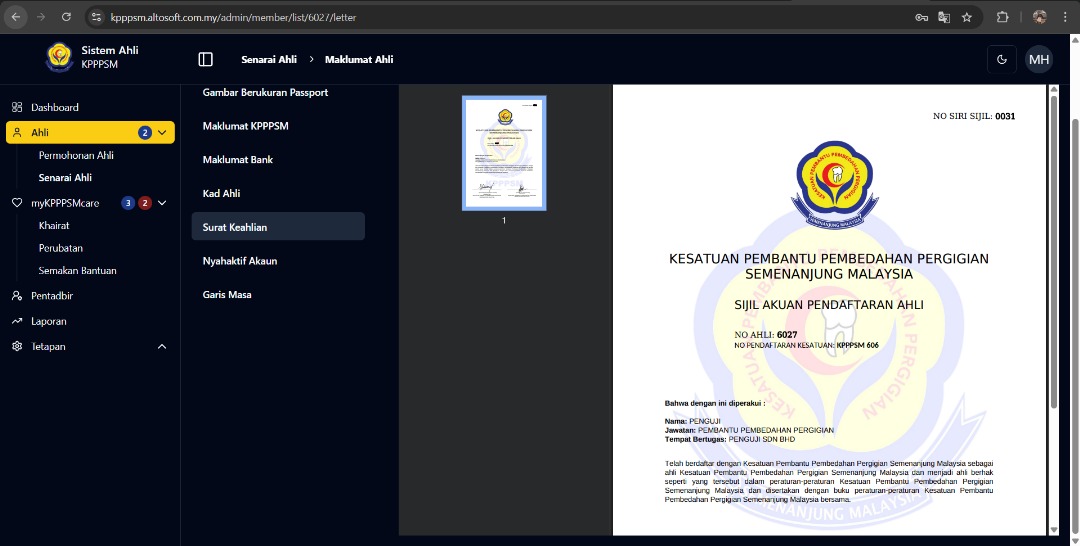 kpppsm.altosoft.com.my/admin/member/list/6027/letter
Sistem Ahli
KPPPSM
Senarai Ahli > Maklumat Ahli
MH
Dashboard
Ahli 2
Permohonan Ahli
Senarai Ahli
myKPPPSMcare 3 2
Khairat
Perubatan
Semakan Bantuan
Pentadbir
Laporan
Tetapan
Gambar Berukuran Passport
Maklumat KPPPSM
Maklumat Bank
Kad Ahli
Surat Keahlian
Nyahaktif Akaun
Garis Masa
1
NO SIRI SIJIL: 0031
KESATUAN PEMBANTU PEMBEDAHAN PERGIGIAN
SEMENANJUNG MALAYSIA
KESATUAN PEMBANTU PEMBEDAHAN PERGIGIAN
SEMENANJUNG MALAYSIA
SIJIL AKUAN PENDAFTARAN AHLI
NO AHLI: 6027
NO PENDAFTARAN KESATUAN: KPPPSM 606
Bahwa dengan ini diperakui :
Nama: PENGUJI
Jawatan: PEMBANTU PEMBEDAHAN PERGIGIAN
Tempat Bertugas: PENGUJI SDN BHD
Telah berdaftar dengan Kesatuan Pembantu Pembedahan Pergigian Semenanjung Malaysia sebagai
ahli Kesatuan Pembantu Pembedahan Pergigian Semenanjung Malaysia dan menjadi ahli berhak
seperti yang tersebut dalam peraturan-peraturan Kesatuan Pembantu Pembedahan Pergigian
Semenanjung Malaysia dan disertakan dengan buku peraturan-peraturan Kesatuan Pembantu
Pembedahan Pergigian Semenanjung Malaysia bersama.